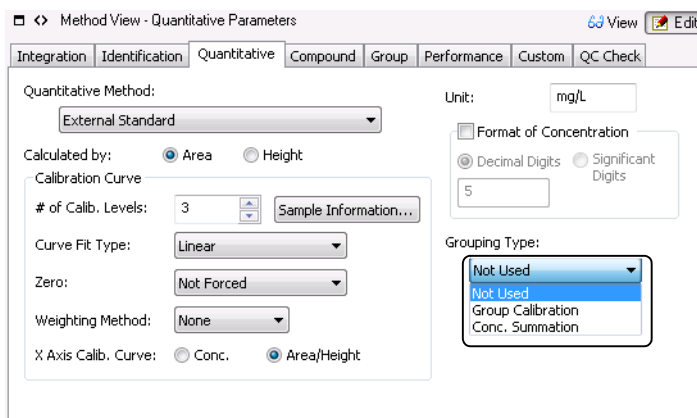 Method View - Quantitative Parameters
View
Edit
Integration Identification Quantitative Compound Group Performance Custom QC Check
Quantitative Method:
External Standard
Calculated by: Area Height
Calibration Curve
# of Calib. Levels: 3 Sample Information...
Curve Fit Type: Linear
Zero: Not Forced
Weighting Method: None
X Axis Calib. Curve: Conc. Area/Height
Unit: mg/L
Format of Concentration
Decimal Digits Significant Digits
5
Grouping Type:
Not Used
Not Used
Group Calibration
Conc. Summation